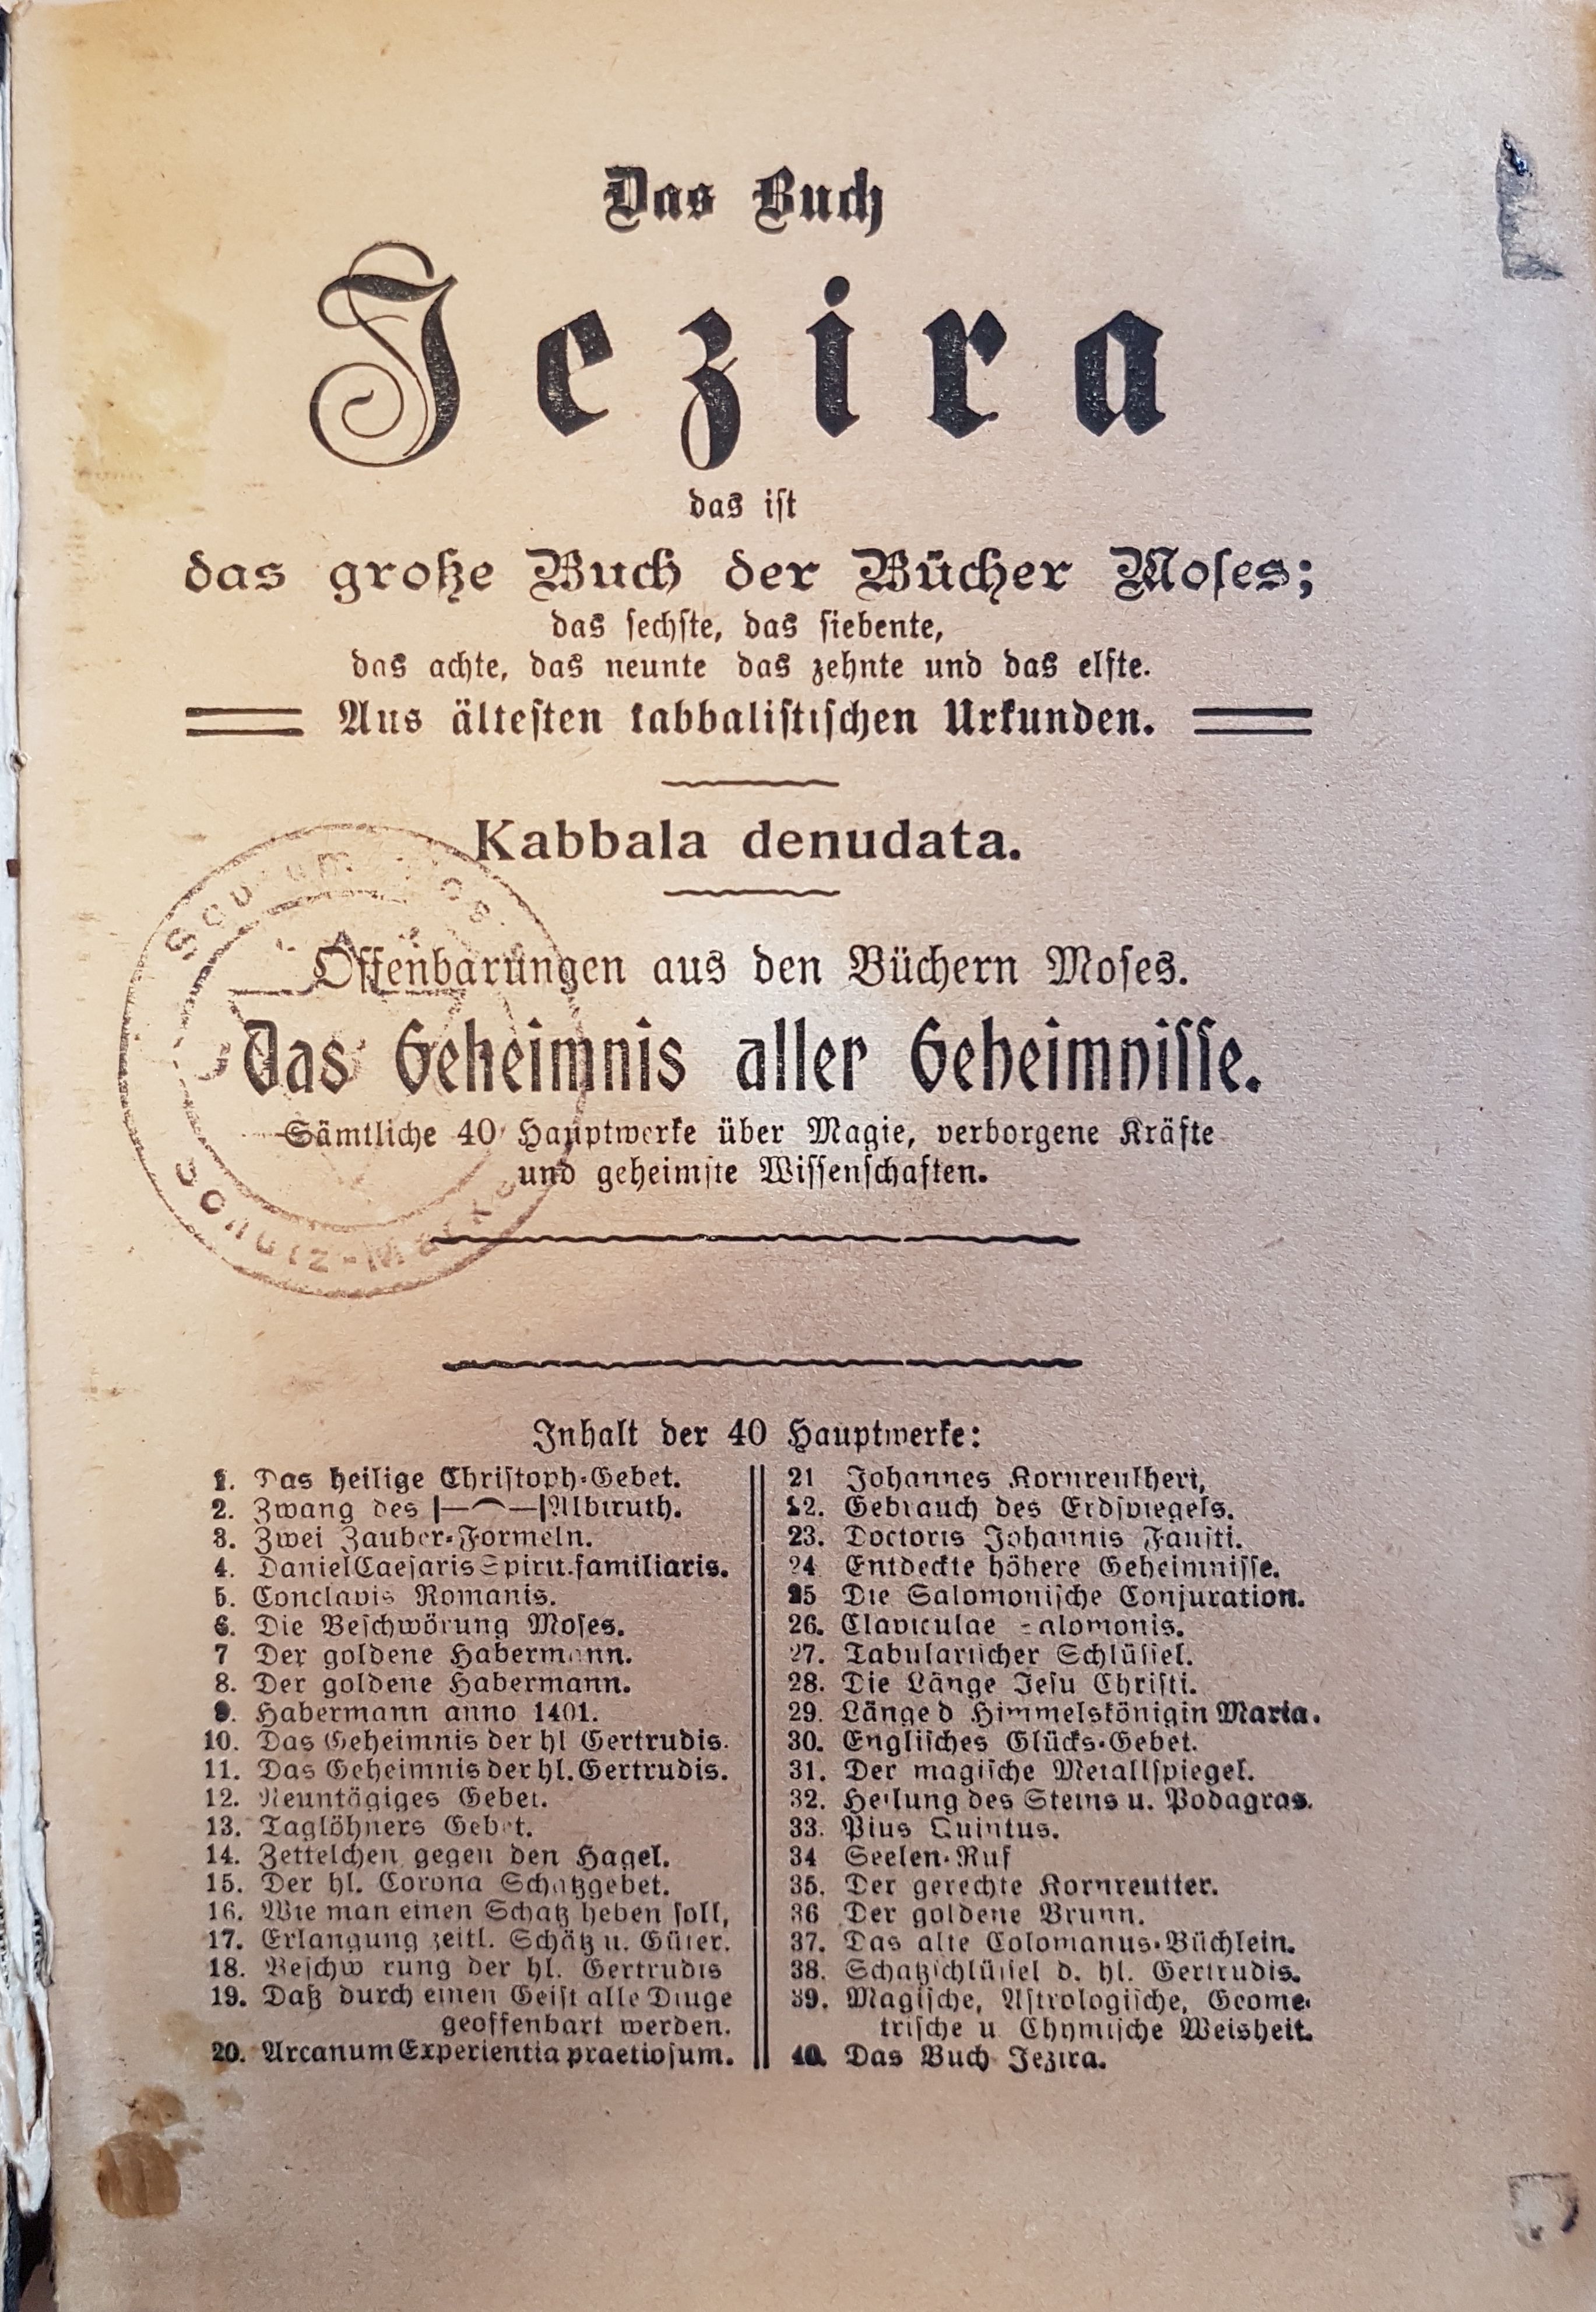 Das Buch
Jezira
das ist
das große Buch der Bücher Moses;
das sechste, das siebente,
das achte, das neunte das zehnte und das elfte.
Aus ältesten kabbalistischen Urkunden.
Kabbala denudata.
Offenbarungen aus den Büchern Moses.
Das Geheimnis aller Geheimnisse.
Sämtliche 40 Hauptwerke über Magie, verborgene Kräfte
und geheimste Wissenschaften.
Schutz-Marke
Inhalt der 40 Hauptwerke:
1. Das heilige Christoph-Gebet.
2. Zwang des Albiruth.
3. Zwei Zauber-Formeln.
4. Daniel Caesaris Spirit. familiaris.
5. Conclavis Romanis.
6. Die Beschwörung Moses.
7 Der goldene Habermann.
8. Der goldene Habermann.
9. Habermann anno 1401.
10. Das Geheimnis der hl Gertrudis.
11. Das Geheimnis der hl. Gertrudis.
12. Neuntägiges Gebet.
13. Taglöhners Gebet.
14. Zettelchen gegen den Hagel.
15. Der hl. Corona Schatzgebet.
16. Wie man einen Schatz heben soll,
17. Erlangung zeitl. Schätz u. Güter.
18. Beschwörung der hl. Gertrudis
19. Daß durch einen Geist alle Dinge
geoffenbart werden.
20. Arcanum Experientia praetiosum.
21 Johannes Kornreutheri,
22. Gebrauch des Erdspiegels.
23. Doctoris Johannis Fausti.
24 Entdeckte höhere Geheimnisse.
25 Die Salomonische Conjuration.
26. Claviculae Salomonis.
27. Tabularischer Schlüssel.
28. Die Länge Jesu Christi.
29. Länge d Himmelskönigin Maria.
30. Englisches Glücks-Gebet.
31. Der magische Metallspiegel.
32. Heilung des Steins u. Podagras.
33. Pius Quintus.
34 Seelen-Ruf
35. Der gerechte Kornreutter.
36 Der goldene Brunn.
37. Das alte Colomanus-Büchlein.
38. Schatzschlüssel d. hl. Gertrudis.
39. Magische, Astrologische, Geome-
trische u Chymische Weisheit.
40. Das Buch Jezira.